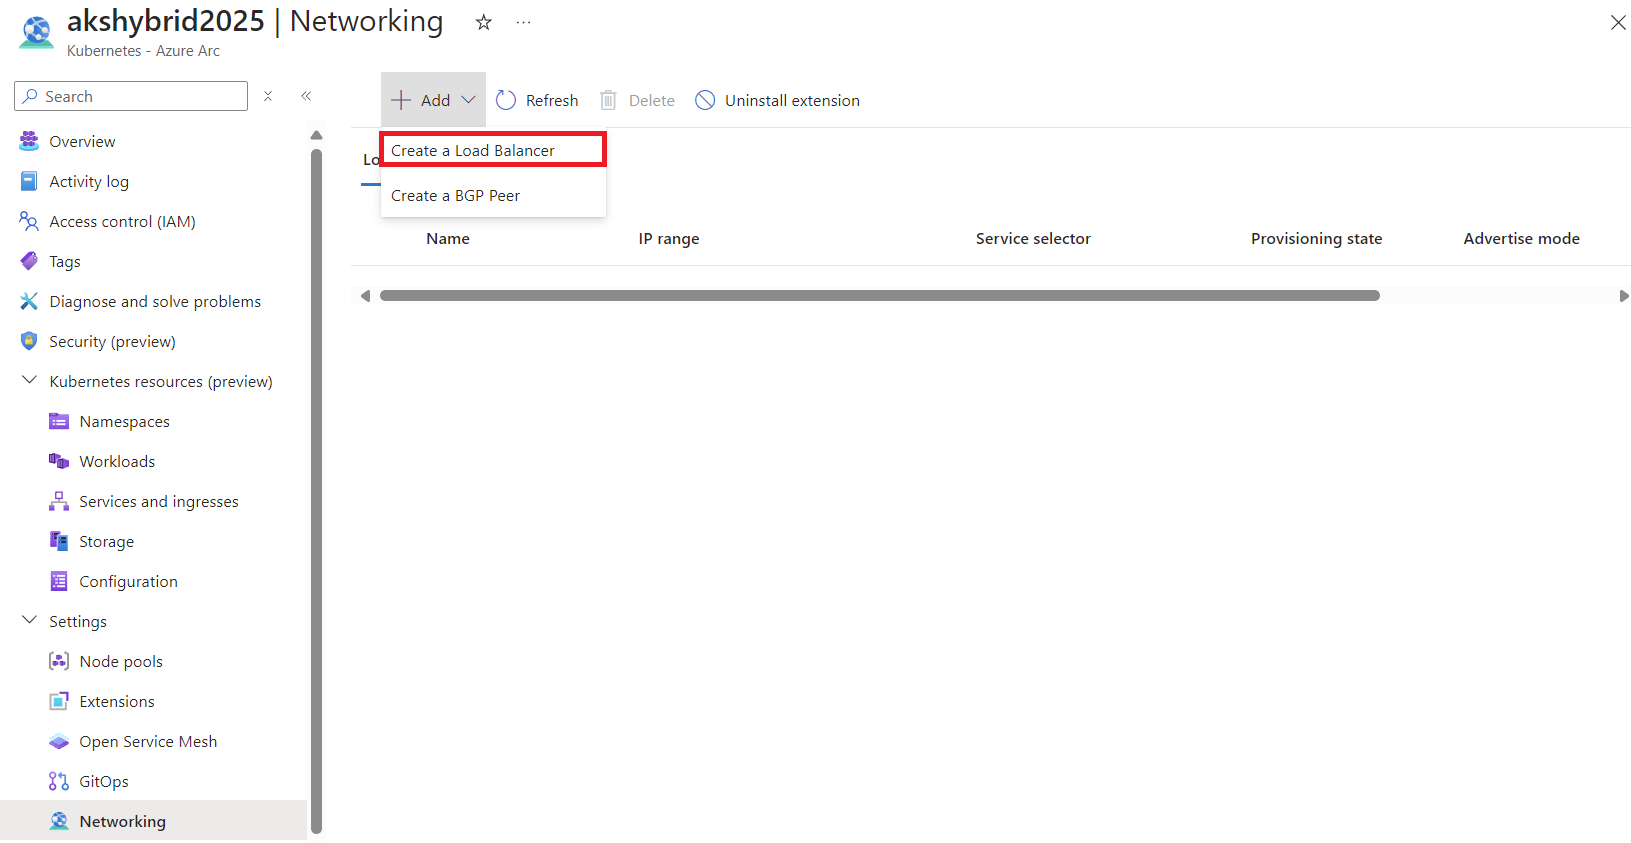 akshybrid2025 | Networking
Kubernetes - Azure Arc
Search
Overview
Activity log
Access control (IAM)
Tags
Diagnose and solve problems
Security (preview)
Kubernetes resources (preview)
Namespaces
Workloads
Services and ingresses
Storage
Configuration
Settings
Node pools
Extensions
Open Service Mesh
GitOps
Networking
Add Refresh Delete Uninstall extension
Create a Load Balancer
Create a BGP Peer
Name IP range Service selector Provisioning state Advertise mode